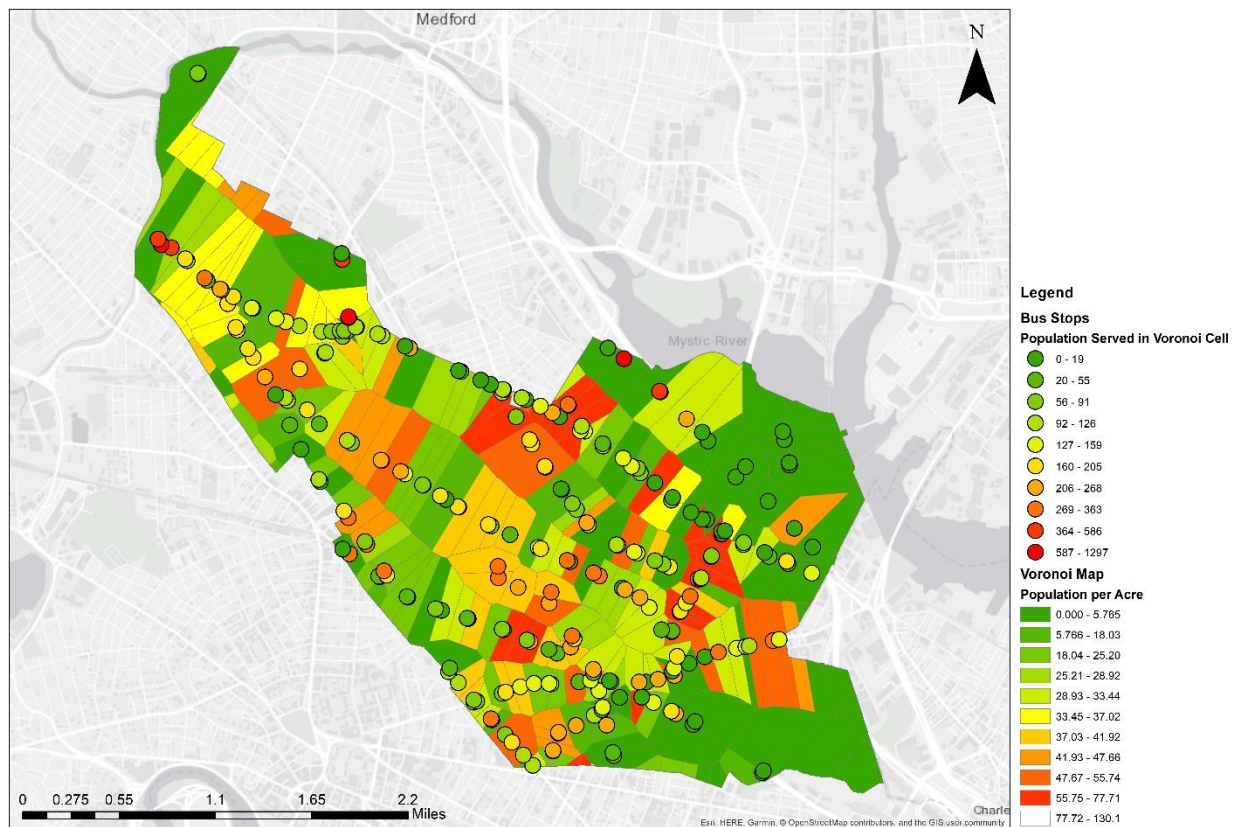 Medford
N
Mystic River
Legend
Bus Stops
Population Served in Voronoi Cell
0 - 19
20 - 55
56 - 91
92 - 126
127 - 159
160 - 205
206 - 268
269 - 363
364 - 586
587 - 1297
Voronoi Map
Population per Acre
0.000 - 5.765
5.766 - 18.03
18.04 - 25.20
25.21 - 28.92
28.93 - 33.44
33.45 - 37.02
37.03 - 41.92
41.93 - 47.66
47.67 - 55.74
55.75 - 77.71
77.72 - 130.1
0 0.275 0.55 1.1 1.65 2.2
Miles
Charle
Esri, HERE, Garmin, © OpenStreetMap contributors, and the GIS user community